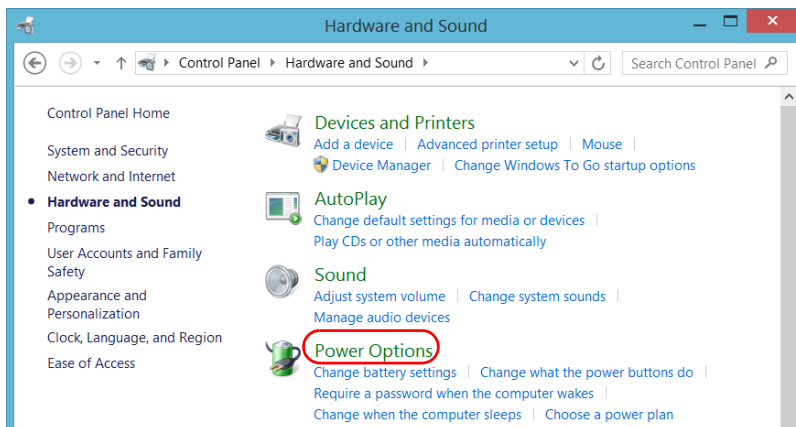 Hardware and Sound
Control Panel Hardware and Sound
Search Control Panel
Control Panel Home
System and Security
Network and Internet
Hardware and Sound
Programs
User Accounts and Family
Safety
Appearance and
Personalization
Clock, Language, and Region
Ease of Access
Devices and Printers
Add a device Advanced printer setup Mouse
Device Manager Change Windows To Go startup options
AutoPlay
Change default settings for media or devices
Play CDs or other media automatically
Sound
Adjust system volume Change system sounds
Manage audio devices
Power Options
Change battery settings Change what the power buttons do
Require a password when the computer wakes
Change when the computer sleeps Choose a power plan